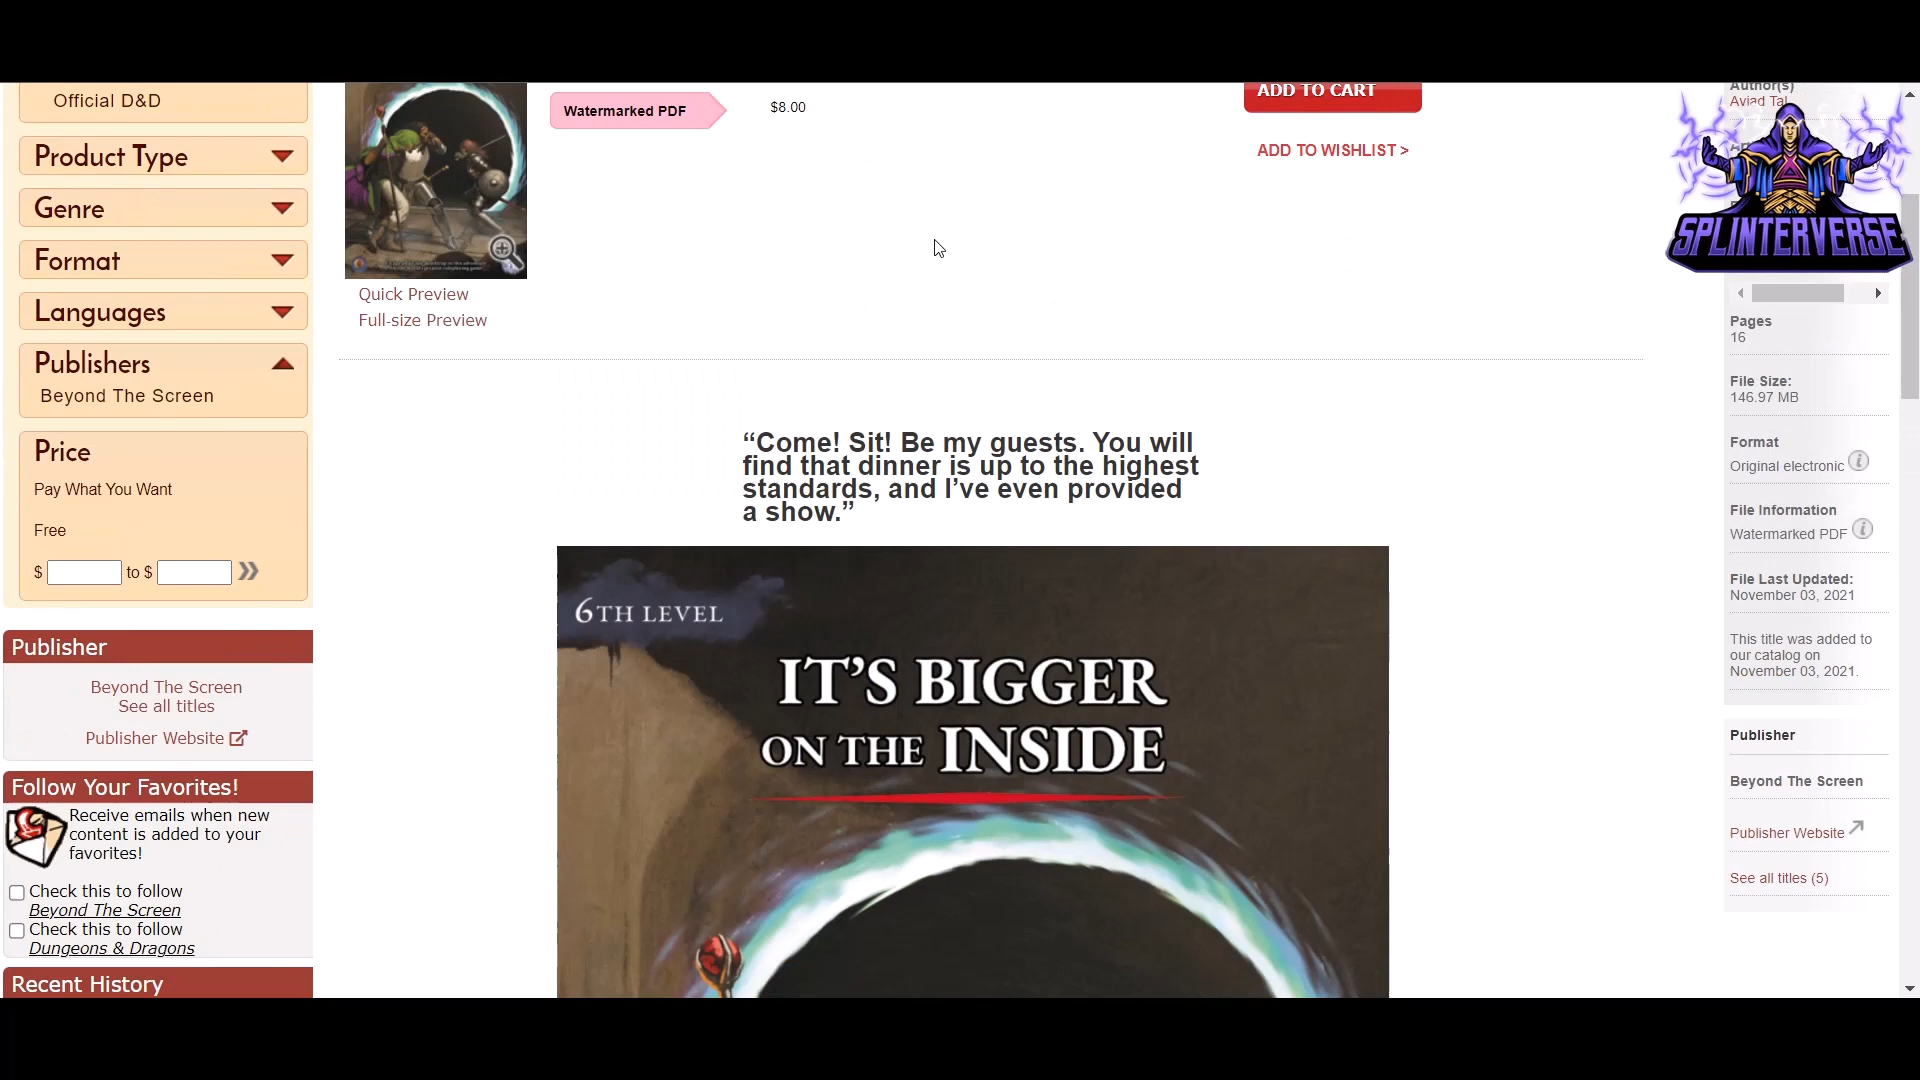 Official D&D
Product Type
Genre
Format
Languages
Publishers
Beyond The Screen
Price
Pay What You Want
Free
$ to $
Publisher
Beyond The Screen
See all titles
Publisher Website
Follow Your Favorites!
Receive emails when new
content is added to your
favorites!
Check this to follow
Beyond The Screen
Check this to follow
Dungeons & Dragons
Recent History
Watermarked PDF
$8.00
ADD TO CART
ADD TO WISHLIST >
Quick Preview
Full-size Preview
“Come! Sit! Be my guests. You will
find that dinner is up to the highest
standards, and I’ve even provided
a show.”
6TH LEVEL
IT’S BIGGER
ON THE INSIDE
Author(s)
Aviad Tal
SPLINTERVERSE
Pages
16
File Size:
146.97 MB
Format
Original electronic
File Information
Watermarked PDF
File Last Updated:
November 03, 2021
This title was added to
our catalog on
November 03, 2021.
Publisher
Beyond The Screen
Publisher Website
See all titles (5)